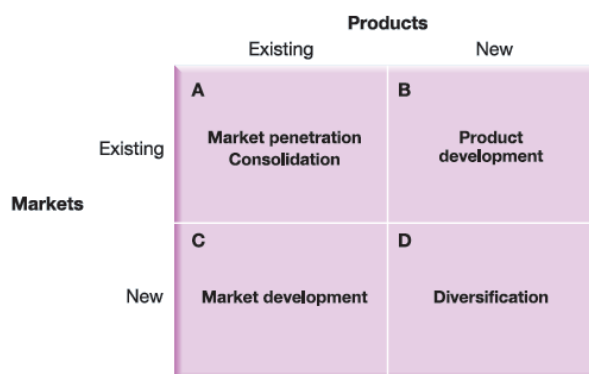 Products
Existing
New
A
B
Existing
Market penetration
Consolidation
Product
development
Markets
C
D
New
Market development
Diversification